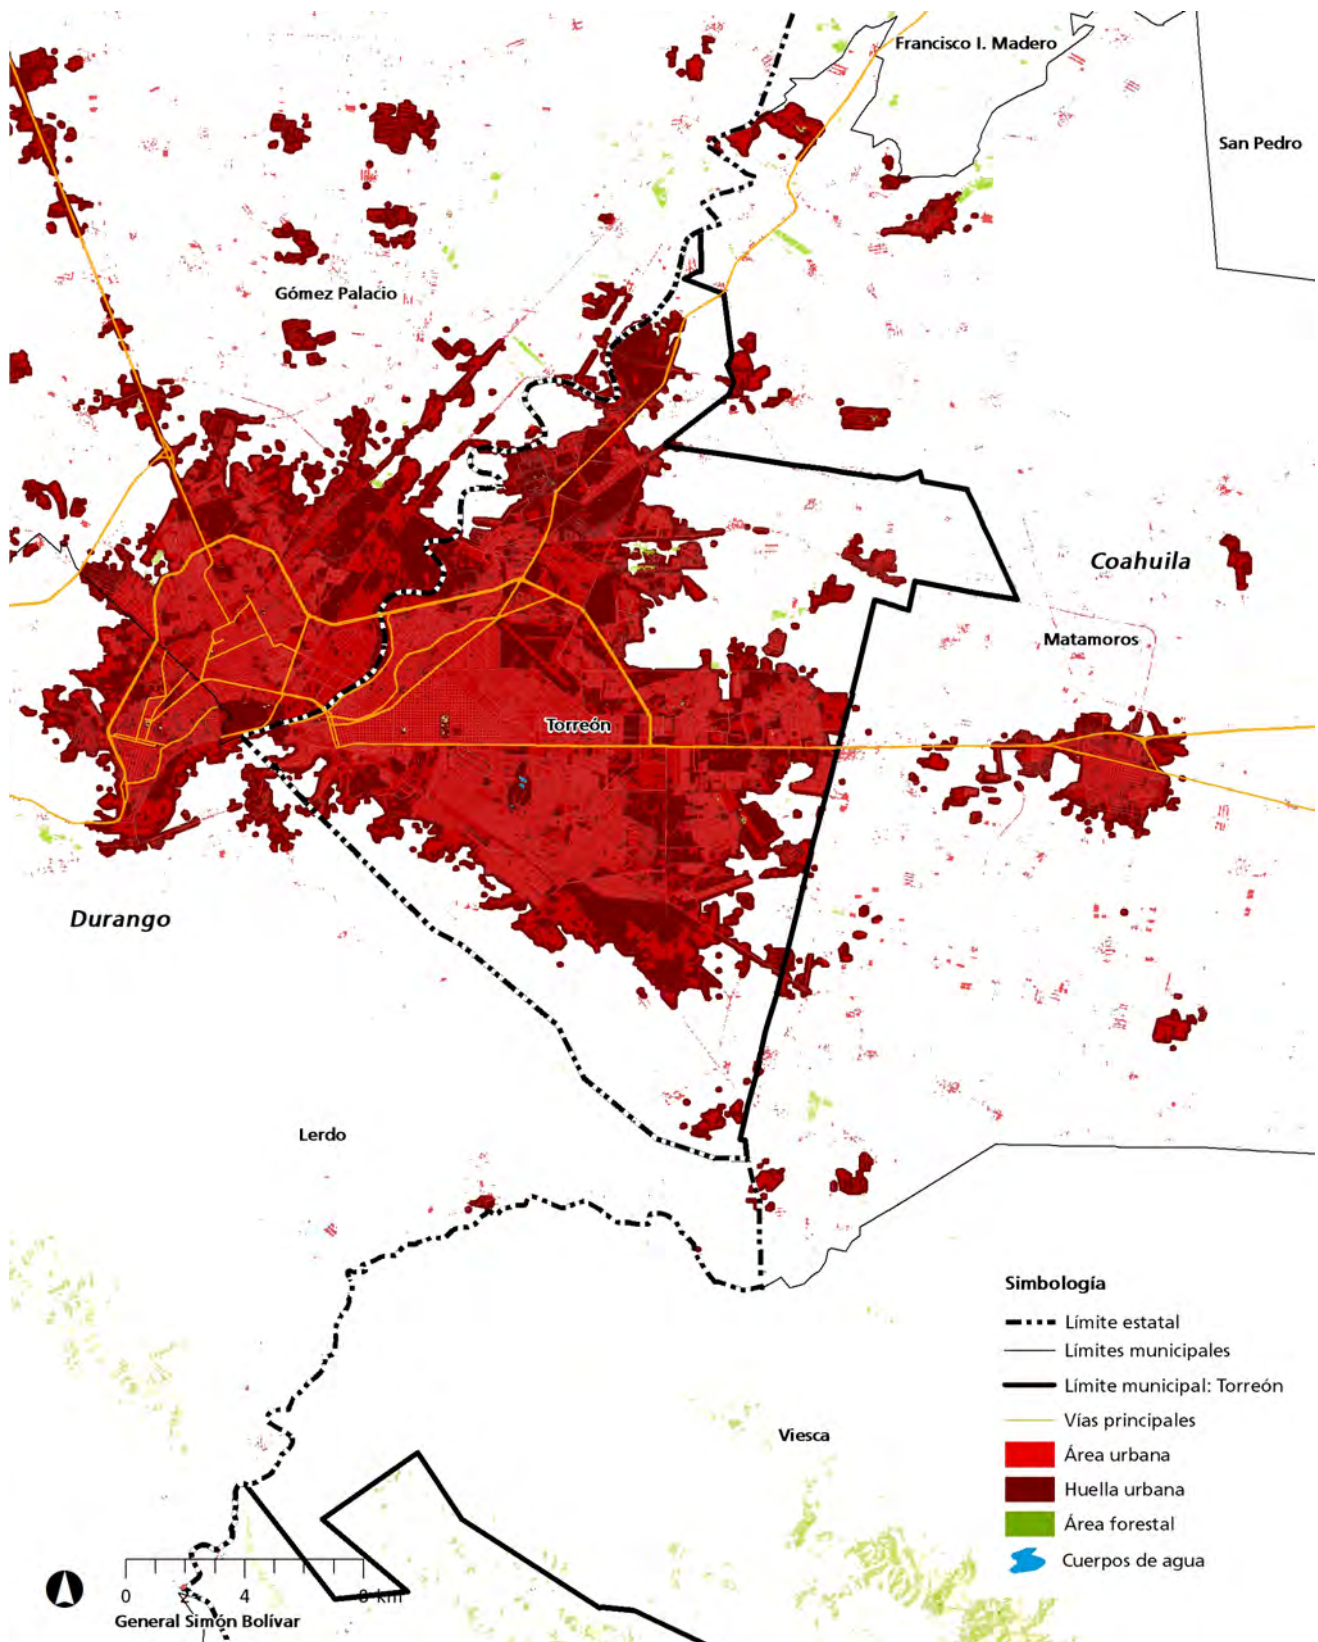 Francisco I. Madero
San Pedro
Gómez Palacio
Coahuila
Matamoros
Torreón
Durango
Lerdo
Simbología
Límite estatal
Límites municipales
Límite municipal: Torreón
Viesca
Vías principales
Área urbana
Huella urbana
Área forestal
Cuerpos de agua
0 2 4 8 km
General Simón Bolívar